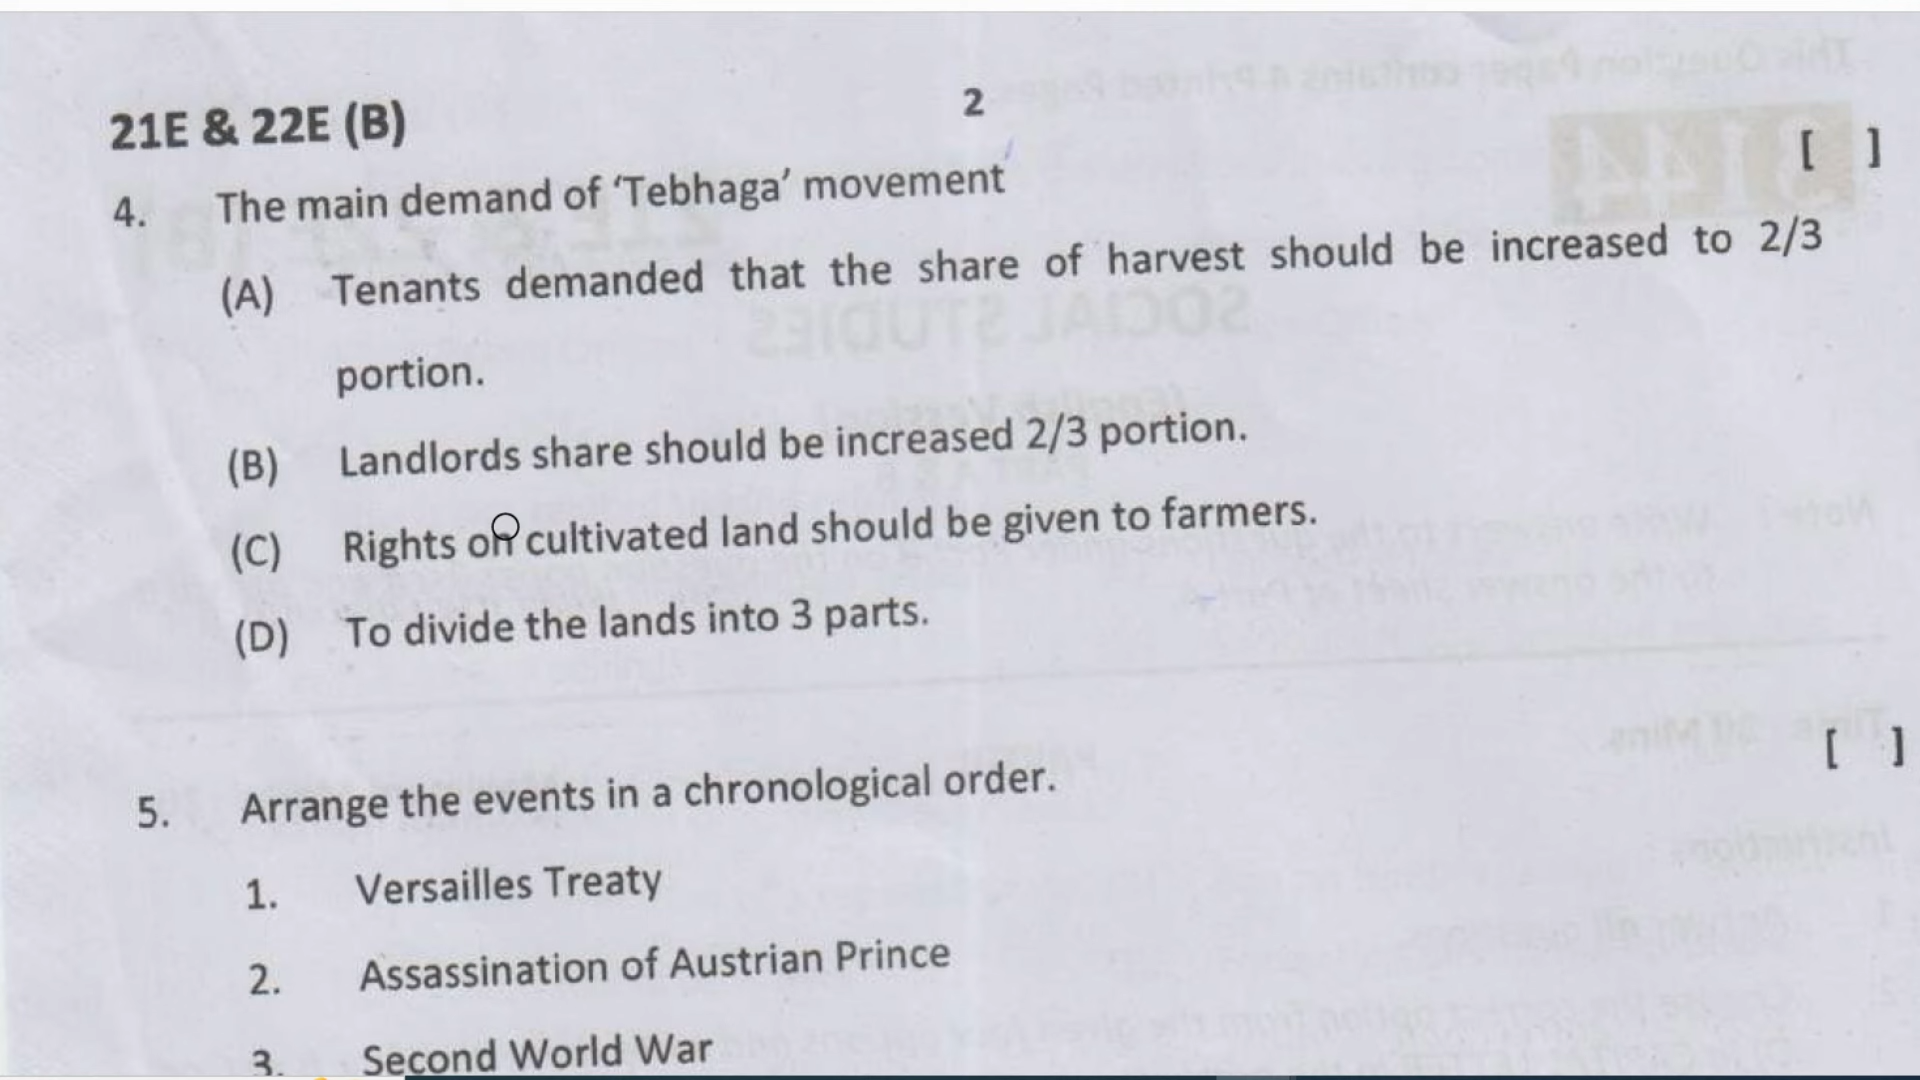 2
21E & 22E (B)
[ ]
4. The main demand of ‘Tebhaga’ movement
(A) Tenants demanded that the share of harvest should be increased to 2/3
portion.
(B) Landlords share should be increased 2/3 portion.
(C) Rights on cultivated land should be given to farmers.
(D) To divide the lands into 3 parts.
[ ]
5. Arrange the events in a chronological order.
1. Versailles Treaty
2. Assassination of Austrian Prince
3. Second World War